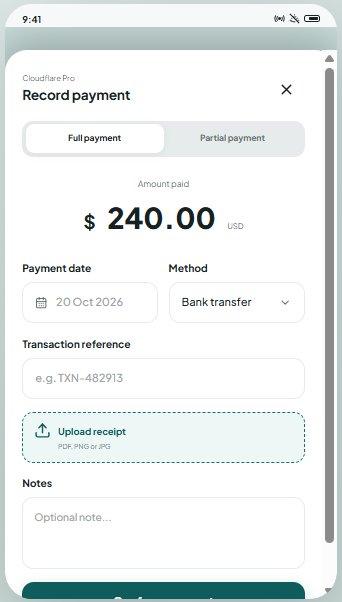 9:41
Cloudflare Pro
Record payment
Full payment
Partial payment
Amount paid
$ 240.00 USD
Payment date
Method
20 Oct 2026
Bank transfer
Transaction reference
e.g. TXN-482913
Upload receipt
PDF, PNG or JPG
Notes
Optional note...